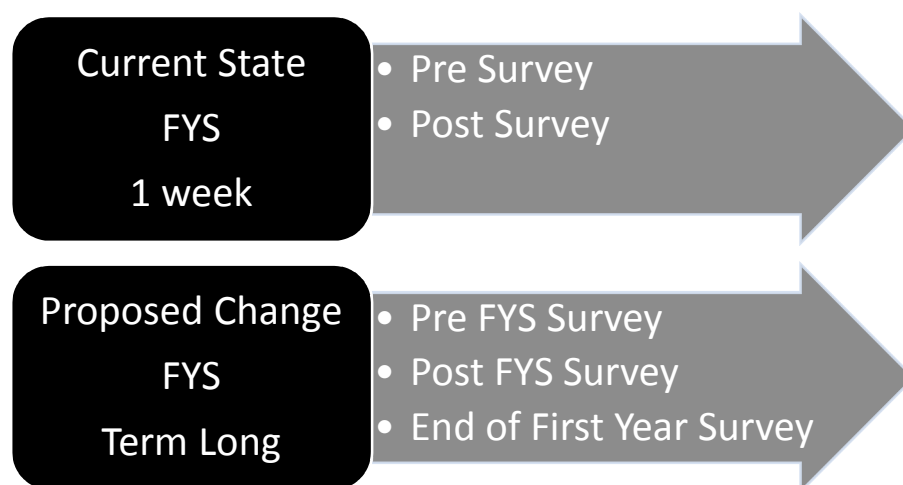 Current State
FYS
1 week
• Pre Survey
• Post Survey
Proposed Change
FYS
Term Long
• Pre FYS Survey
• Post FYS Survey
• End of First Year Survey